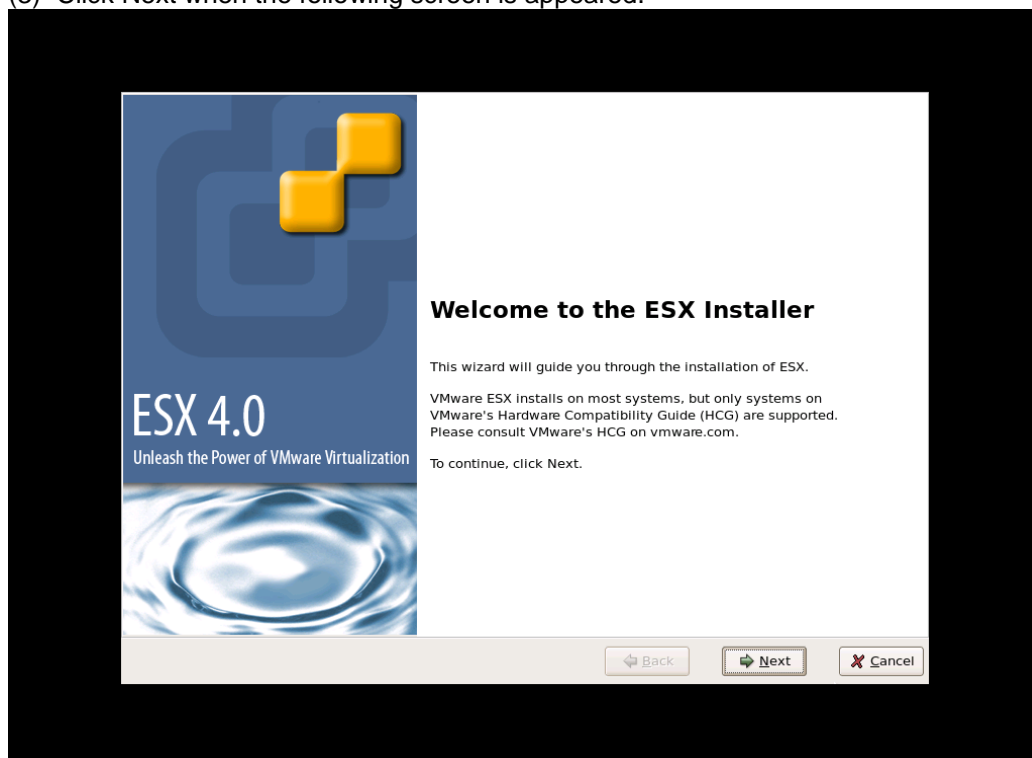 Click Next when the following screen is appeared.
ESX 4.0
Unleash the Power of VMware Virtualization
Welcome to the ESX Installer
This wizard will guide you through the installation of ESX.
VMware ESX installs on most systems, but only systems on
VMware's Hardware Compatibility Guide (HCG) are supported.
Please consult VMware's HCG on vmware.com.
To continue, click Next.
Back
Next
Cancel